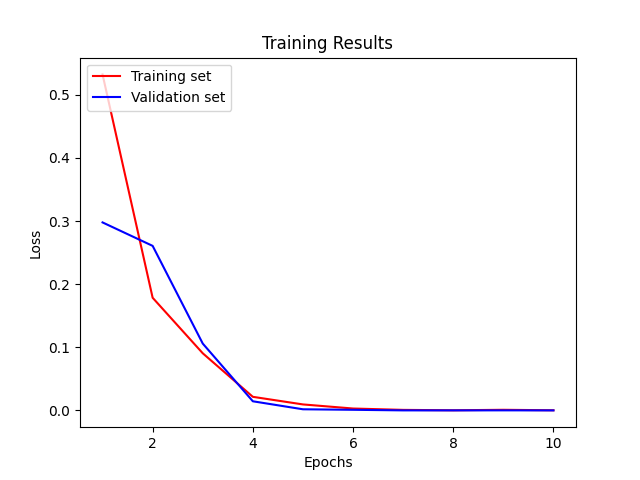 Training Results
Training set
Validation set
0.5
0.4
0.3
0.2
0.1
0.0
Loss
2 4 6 8 10
Epochs